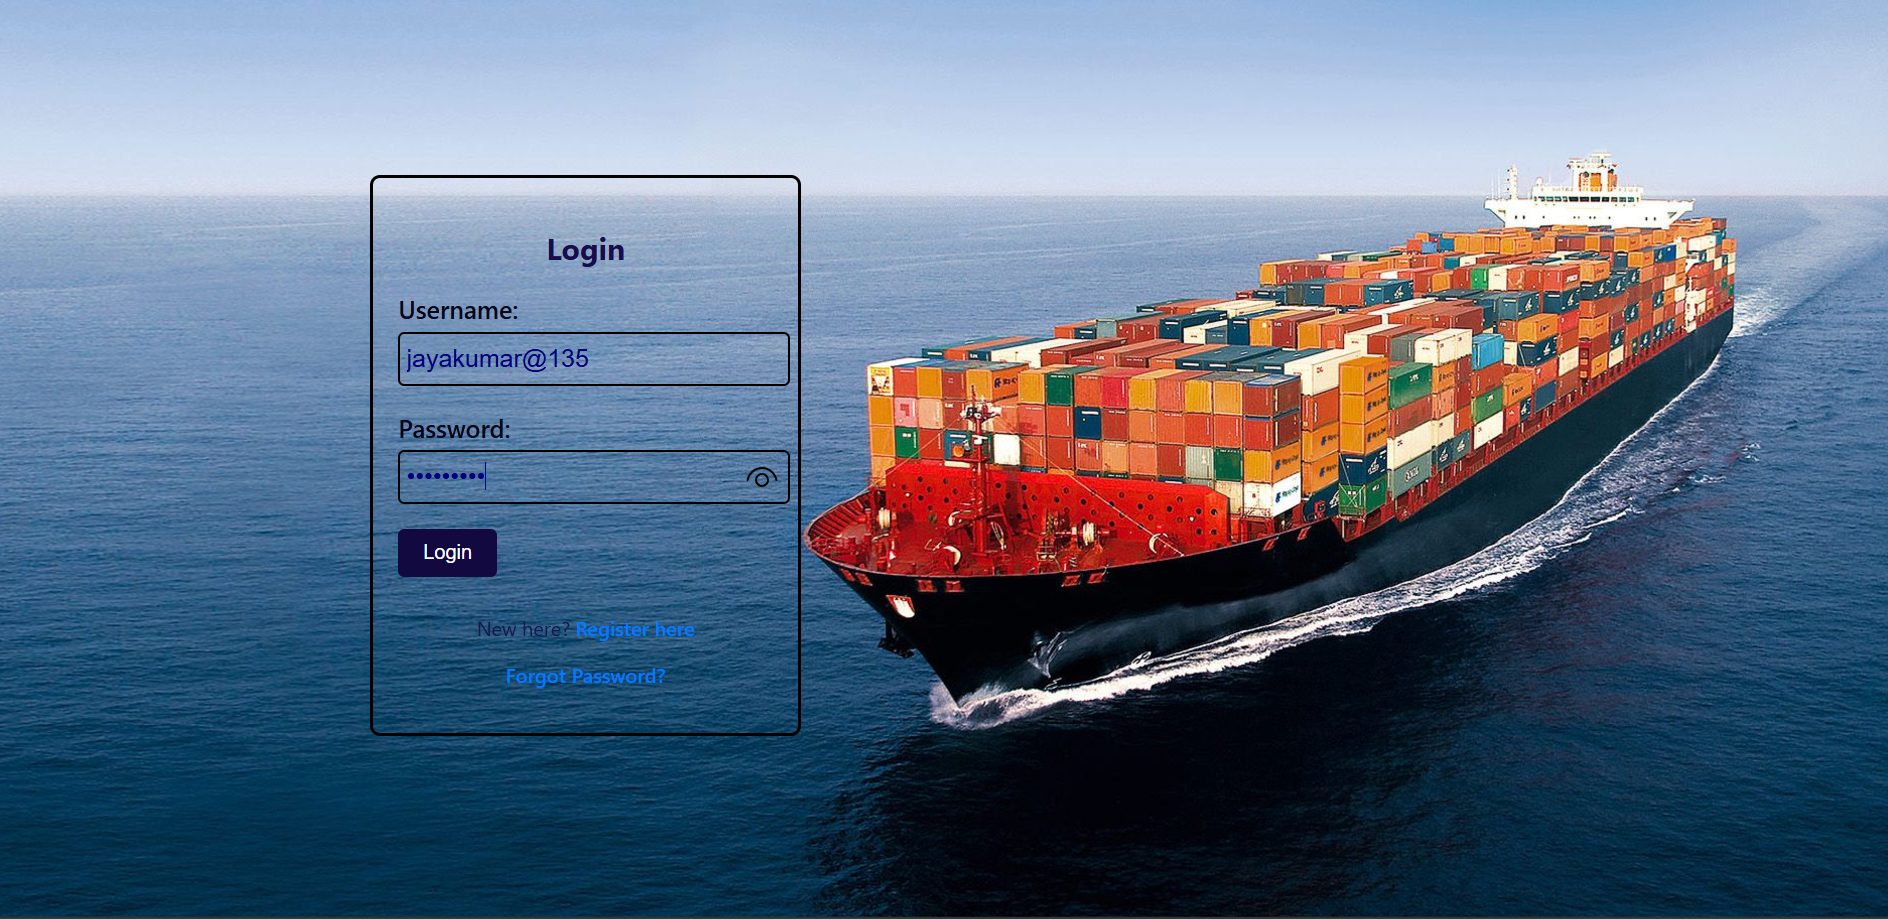 Login
Username:
jayakumar@135
Password:
•••••••••
Login
New here? Register here
Forgot Password?